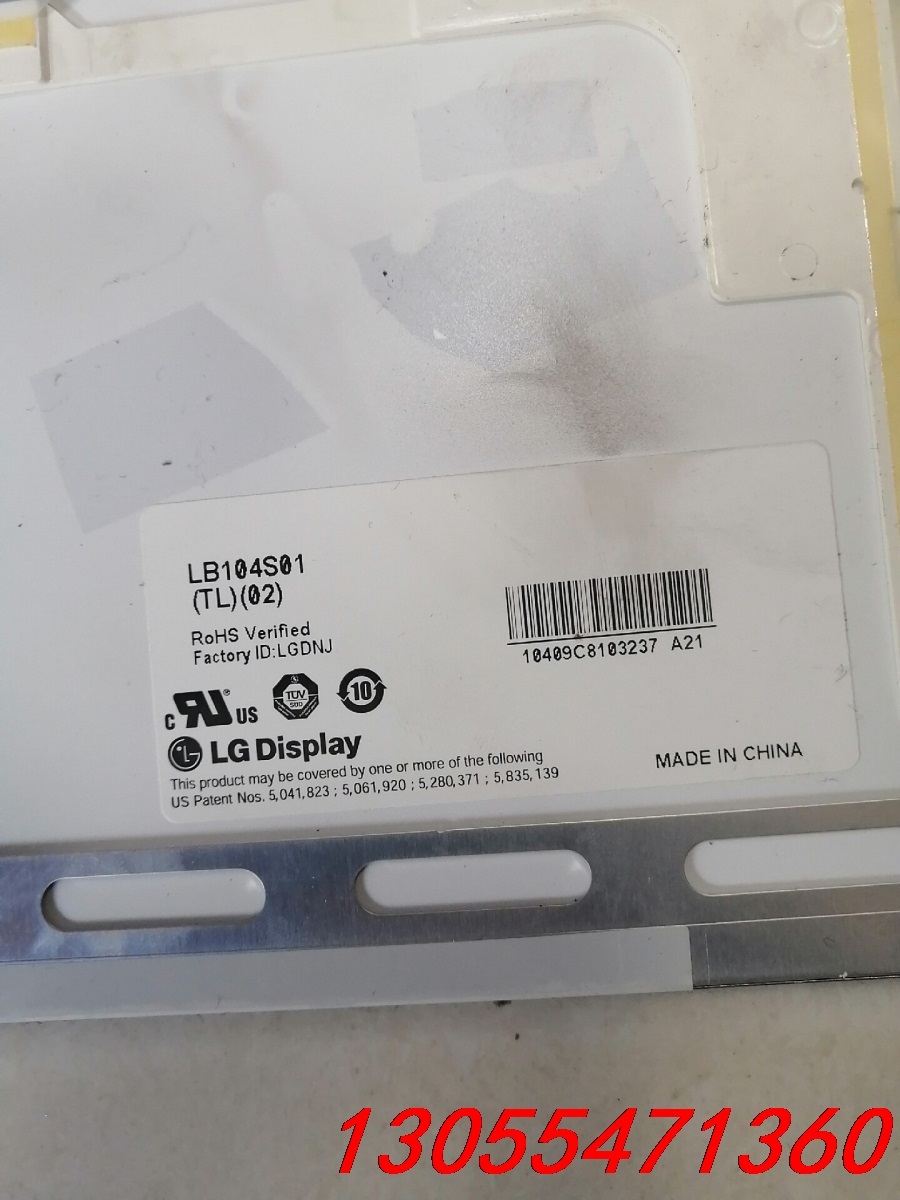 LB104S01
(TL)(02)
RoHS Verified
Factory ID:LGDNJ
10409C8103237 A21
c RU ® US
TUV
SUD
10
LG Display
MADE IN CHINA
This product may be covered by one or more of the following
US Patent Nos. 5,041,823 ; 5,061,920 ; 5,280,371 ; 5,835,139
13055471360